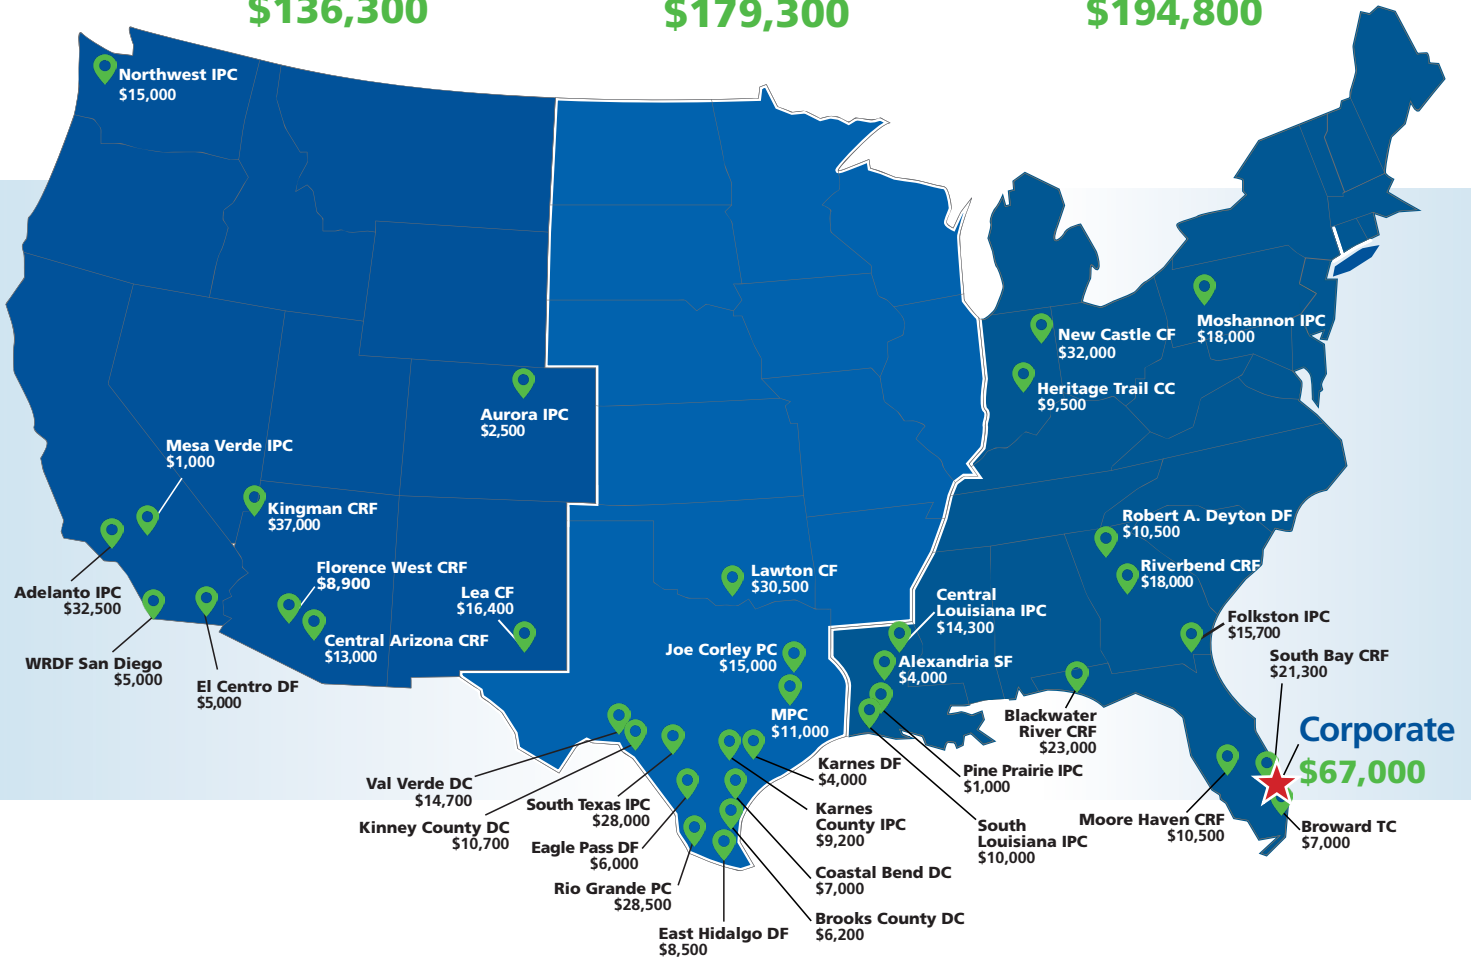 $136,300
$179,300
$194,800
Northwest IPC
$15,000
Aurora IPC
$2,500
Mesa Verde IPC
$1,000
Kingman CRF
$37,000
Adelanto IPC
$32,500
Florence West CRF
$8,900
Lea CF
$16,400
Central Arizona CRF
$13,000
WRDF San Diego
$5,000
El Centro DF
$5,000
Lawton CF
$30,500
Joe Corley PC
$15,000
MPC
$11,000
Val Verde DC
$14,700
Kinney County DC
$10,700
South Texas IPC
$28,000
Eagle Pass DF
$6,000
Rio Grande PC
$28,500
East Hidalgo DF
$8,500
Karnes DF
$4,000
Karnes
County IPC
$9,200
Coastal Bend DC
$7,000
Brooks County DC
$6,200
New Castle CF
$32,000
Heritage Trail CC
$9,500
Moshannon IPC
$18,000
Robert A. Deyton DF
$10,500
Riverbend CRF
$18,000
Central
Louisiana IPC
$14,300
Alexandria SF
$4,000
Folkston IPC
$15,700
South Bay CRF
$21,300
Blackwater
River CRF
$23,000
Pine Prairie IPC
$1,000
South
Louisiana IPC
$10,000
Corporate
$67,000
Moore Haven CRF
$10,500
Broward TC
$7,000